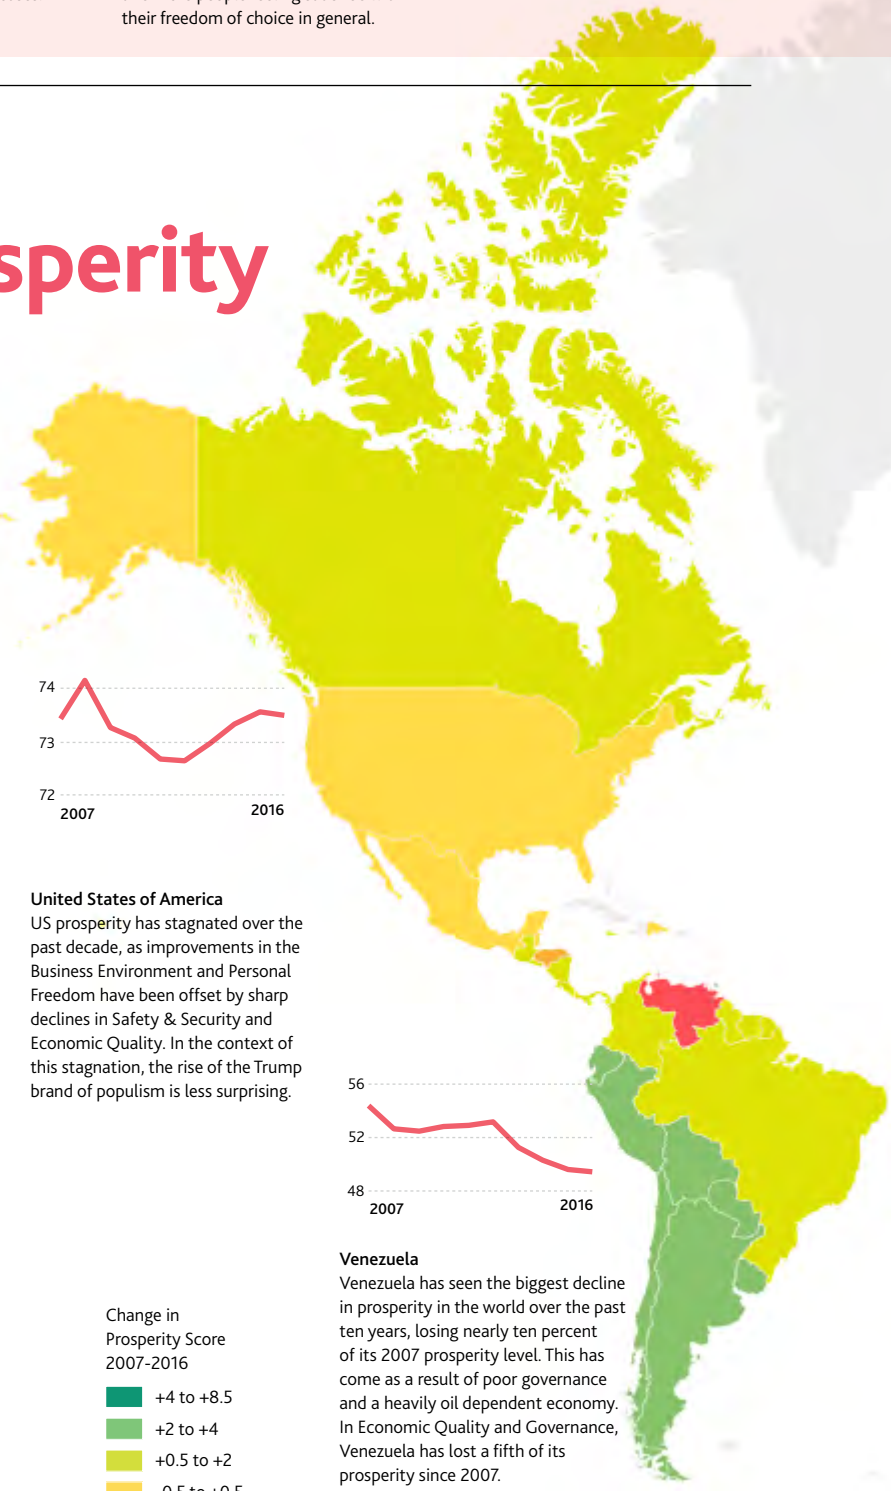 their freedom of choice in general.
sperity
74
73
72
2007
2016
United States of America
US prosperity has stagnated over the
past decade, as improvements in the
Business Environment and Personal
Freedom have been offset by sharp
declines in Safety & Security and
Economic Quality. In the context of
this stagnation, the rise of the Trump
brand of populism is less surprising.
56
52
48
2007
2016
Venezuela
Venezuela has seen the biggest decline
in prosperity in the world over the past
ten years, losing nearly ten percent
of its 2007 prosperity level. This has
come as a result of poor governance
and a heavily oil dependent economy.
In Economic Quality and Governance,
Venezuela has lost a fifth of its
prosperity since 2007.
Change in
Prosperity Score
2007-2016
+4 to +8.5
+2 to +4
+0.5 to +2